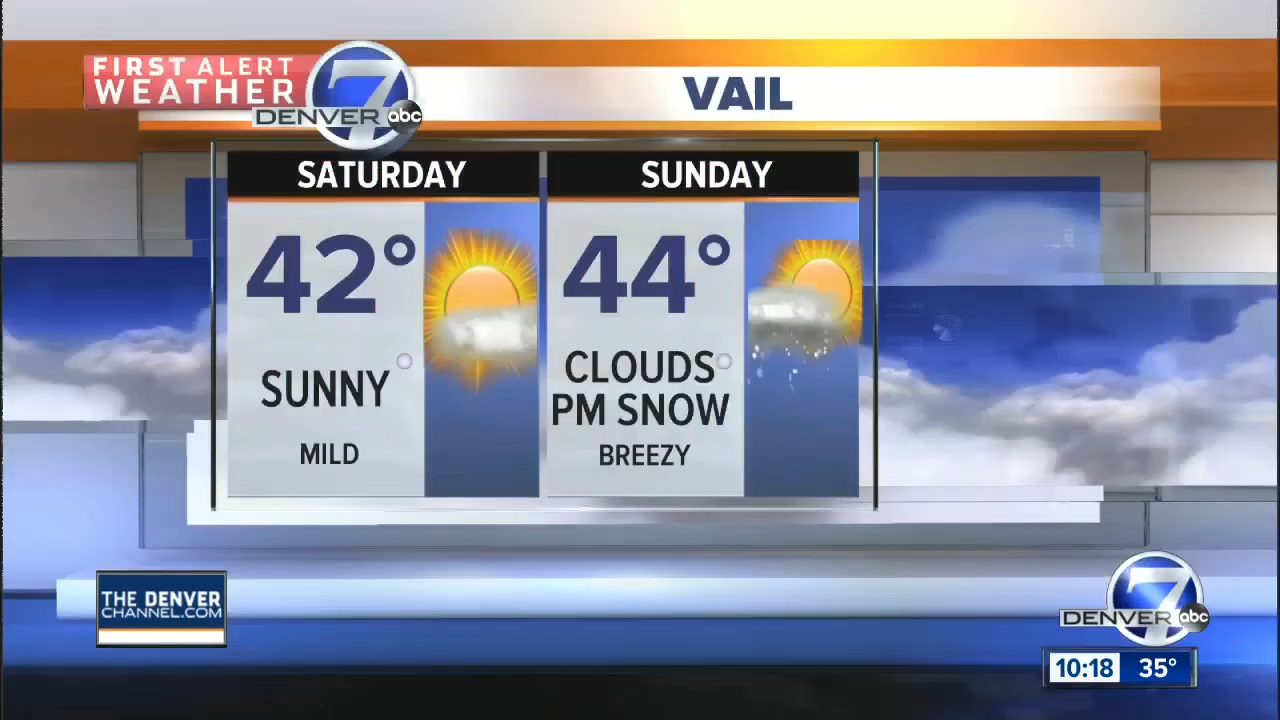 FIRST ALERT
WEATHER
7
DENVER abc
VAIL
SATURDAY
42°
SUNNY
MILD
SUNDAY
44°
CLOUDS
PM SNOW
BREEZY
THE DENVER
CHANNEL.COM
7
DENVER abc
10:18 35°